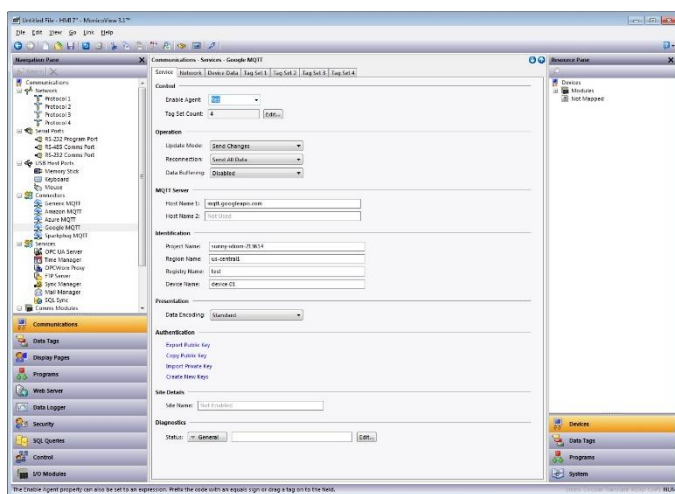 Untitled File - HMI 7" - MonicoView 3.1™
File Edit View Go Link Help
Navigation Pane
Communications
Network
Protocol 1
Protocol 2
Protocol 3
Protocol 4
Serial Ports
RS-232 Program Port
RS-485 Comms Port
RS-232 Comms Port
USB Host Ports
Memory Stick
Keyboard
Mouse
Connectors
Generic MQTT
Amazon MQTT
Azure MQTT
Google MQTT
Sparkplug MQTT
Services
OPC UA Server
Time Manager
OPCWorx Proxy
FTP Server
Sync Manager
Mail Manager
SQL Sync
Comms Modules
Communications
Data Tags
Display Pages
Programs
Web Server
Data Logger
Security
SQL Queries
Control
I/O Modules
Communications - Services - Google MQTT
Service Network Device Data Tag Set 1 Tag Set 2 Tag Set 3 Tag Set 4
Control
Enable Agent: Yes
Tag Set Count: 4 Edit...
Operation
Update Mode: Send Changes
Reconnection: Send All Data
Data Buffering: Disabled
MQTT Server
Host Name 1: mqtt.googleapis.com
Host Name 2: Not Used
Identification
Project Name:
Region Name us-central1
Registry Name: test
Device Name: device-01
Presentation
Data Encoding: Standard
Authentication
Export Public Key
Copy Public Key
Import Private Key
Create New Keys
Site Details
Site Name: Not Enabled
Diagnostics
Status: General Edit...
Resource Pane
Devices
Modules
Not Mapped
Devices
Data Tags
Programs
System
The Enable Agent property can also be set to an expression. Prefix the code with an equals sign or drag a tag on to the field.
NUM